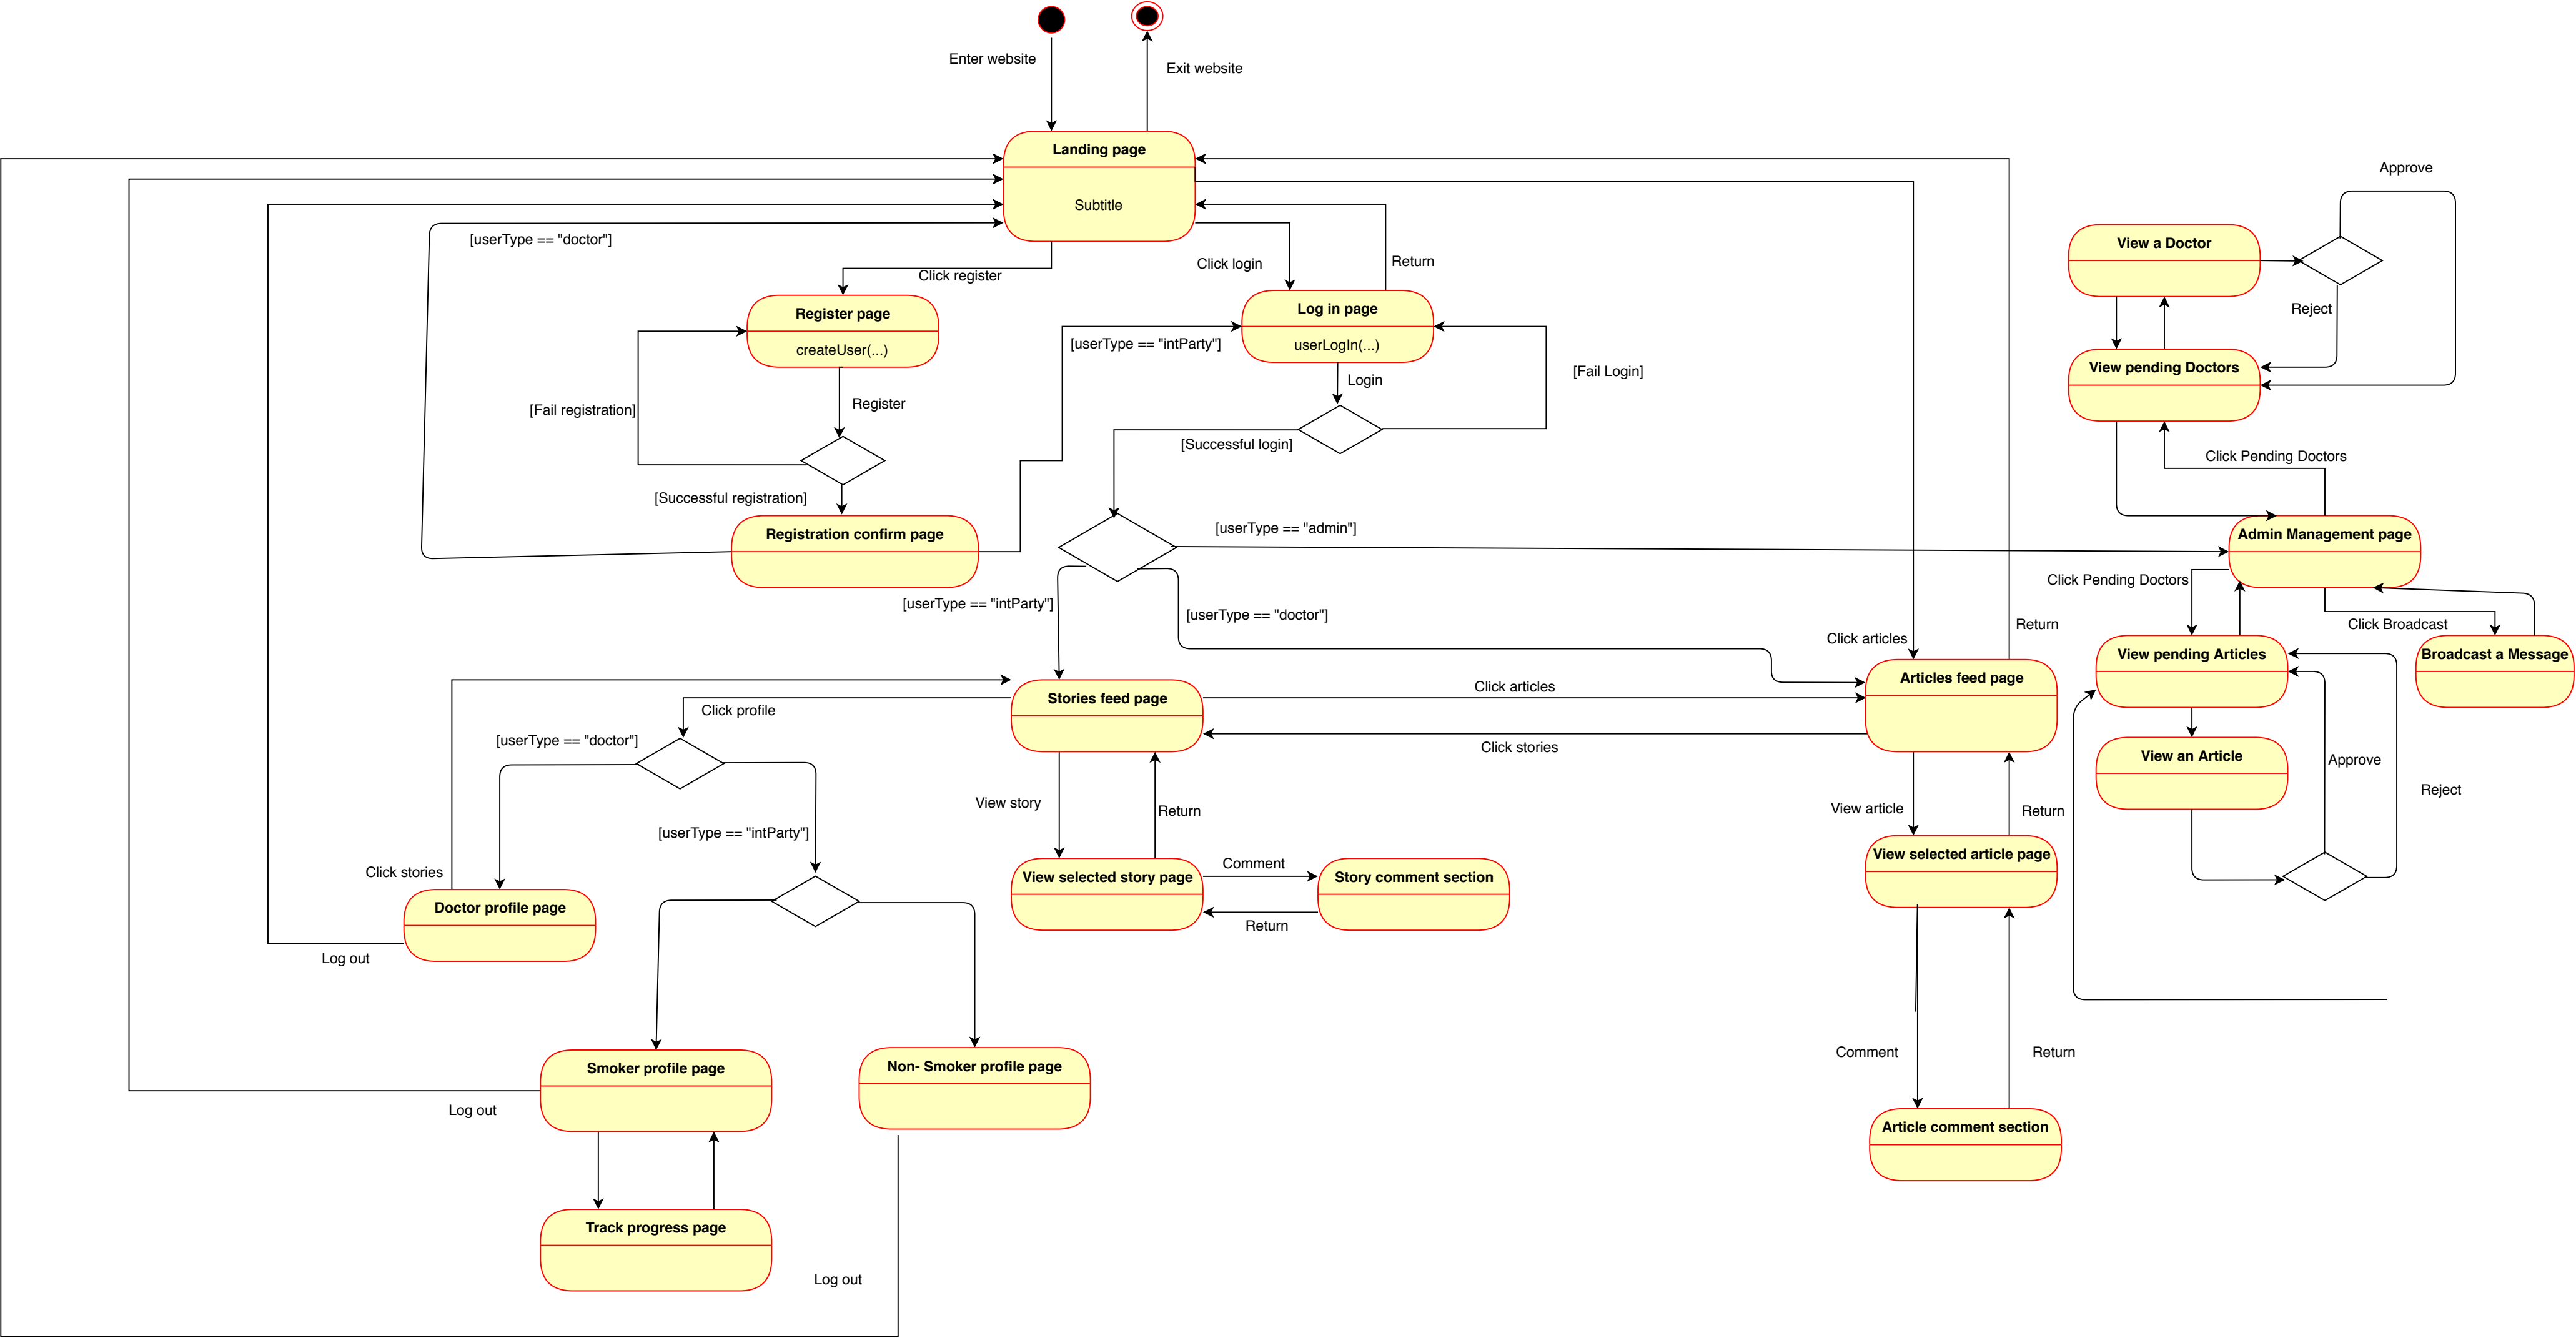 Enter website
Exit website
Landing page
Subtitle
Approve
[userType == "doctor"]
View a Doctor
Click register
Click login
Return
Reject
Register page
createUser(...)
Log in page
userLogIn(...)
[userType == "intParty"]
View pending Doctors
[Fail registration]
Register
Login
[Fail Login]
[Successful login]
Click Pending Doctors
[Successful registration]
Registration confirm page
[userType == "admin"]
Admin Management page
Click Pending Doctors
[userType == "intParty"]
[userType == "doctor"]
Click articles
Return
Click Broadcast
View pending Articles
Broadcast a Message
Stories feed page
Click articles
Articles feed page
Click profile
[userType == "doctor"]
Click stories
View an Article
Approve
Reject
View story
Return
View article
Return
[userType == "intParty"]
Click stories
View selected story page
Comment
Story comment section
Return
View selected article page
Doctor profile page
Log out
Smoker profile page
Non- Smoker profile page
Comment
Return
Log out
Article comment section
Track progress page
Log out